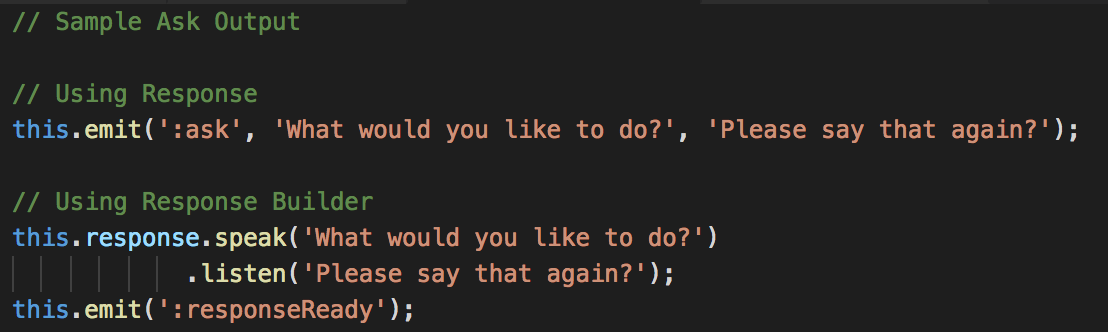 // Sample Ask Output
// Using Response
this.emit(':ask', 'What would you like to do?', 'Please say that again?');
// Using Response Builder
this.response.speak('What would you like to do?')
.listen('Please say that again?');
this.emit(':responseReady');